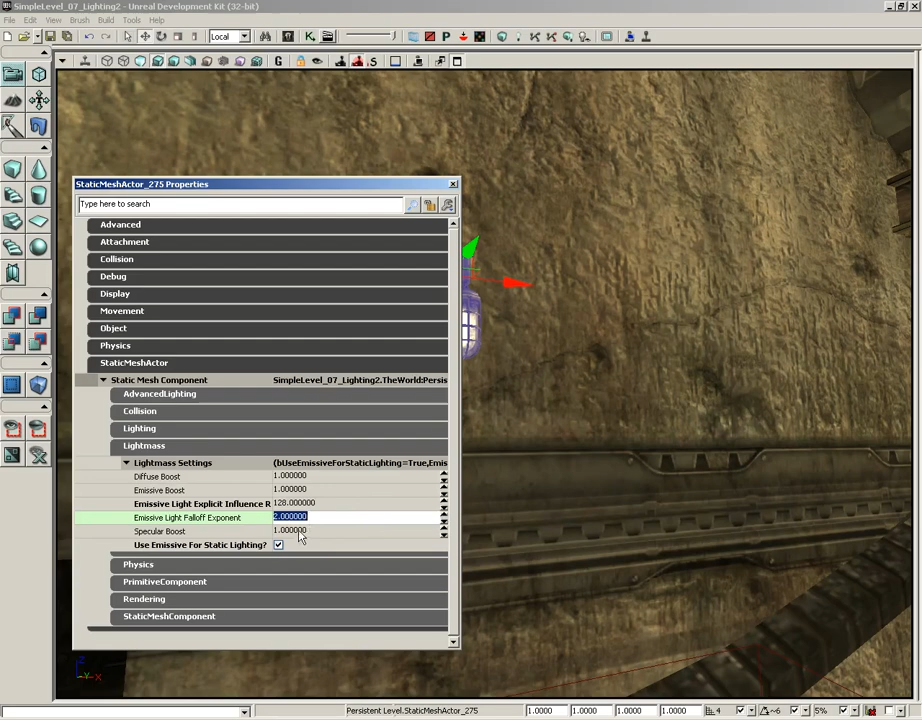 SimpleLevel_07_Lighting2 - Unreal Development Kit (32-bit)
File Edit View Brush Build Tools Help
Local
G
StaticMeshActor_275 Properties
Type here to search
Advanced
Attachment
Collision
Debug
Display
Movement
Object
Physics
StaticMeshActor
Static Mesh Component SimpleLevel_07_Lighting2.TheWorld:Persis
AdvancedLighting
Collision
Lighting
Lightmass
Lightmass Settings (bUseEmissiveForStaticLighting=True,Emis
Diffuse Boost 1.000000
Emissive Boost 1.000000
Emissive Light Explicit Influence R 128.000000
Emissive Light Falloff Exponent 2.000000
Specular Boost 1.000000
Use Emissive For Static Lighting?
Physics
PrimitiveComponent
Rendering
StaticMeshComponent
Z
Y X
Persistent Level.StaticMeshActor_275 1.0000 1.0000 1.0000 1.0000 4 ~6 5%